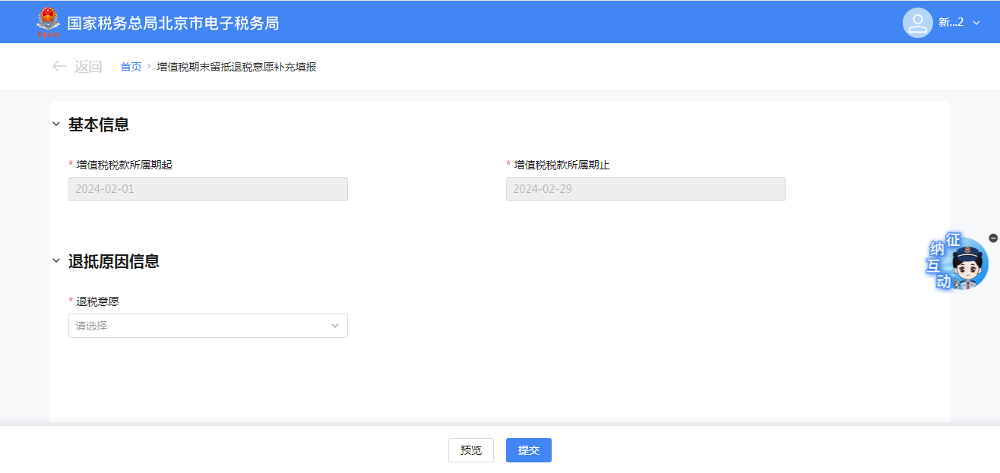 国家税务总局北京市电子税务局
新...2
返回 首页 › 增值税期末留抵退税意愿补充填报
基本信息
* 增值税税款所属期起
* 增值税税款所属期止
2024-02-01
2024-02-29
征纳互动
退抵原因信息
* 退税意愿
请选择
预览
提交